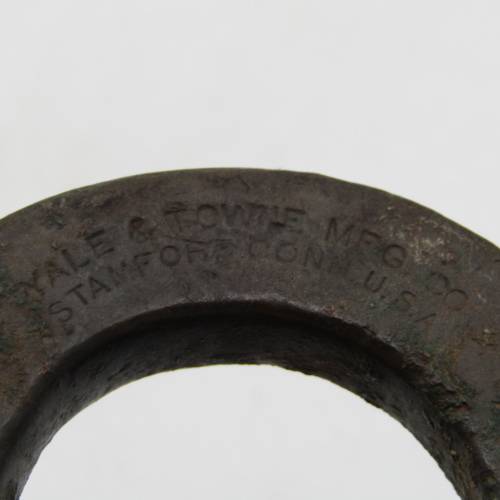 YALE & TOWNE MFG. CO.
STAMFORD CONN. U.S.A.